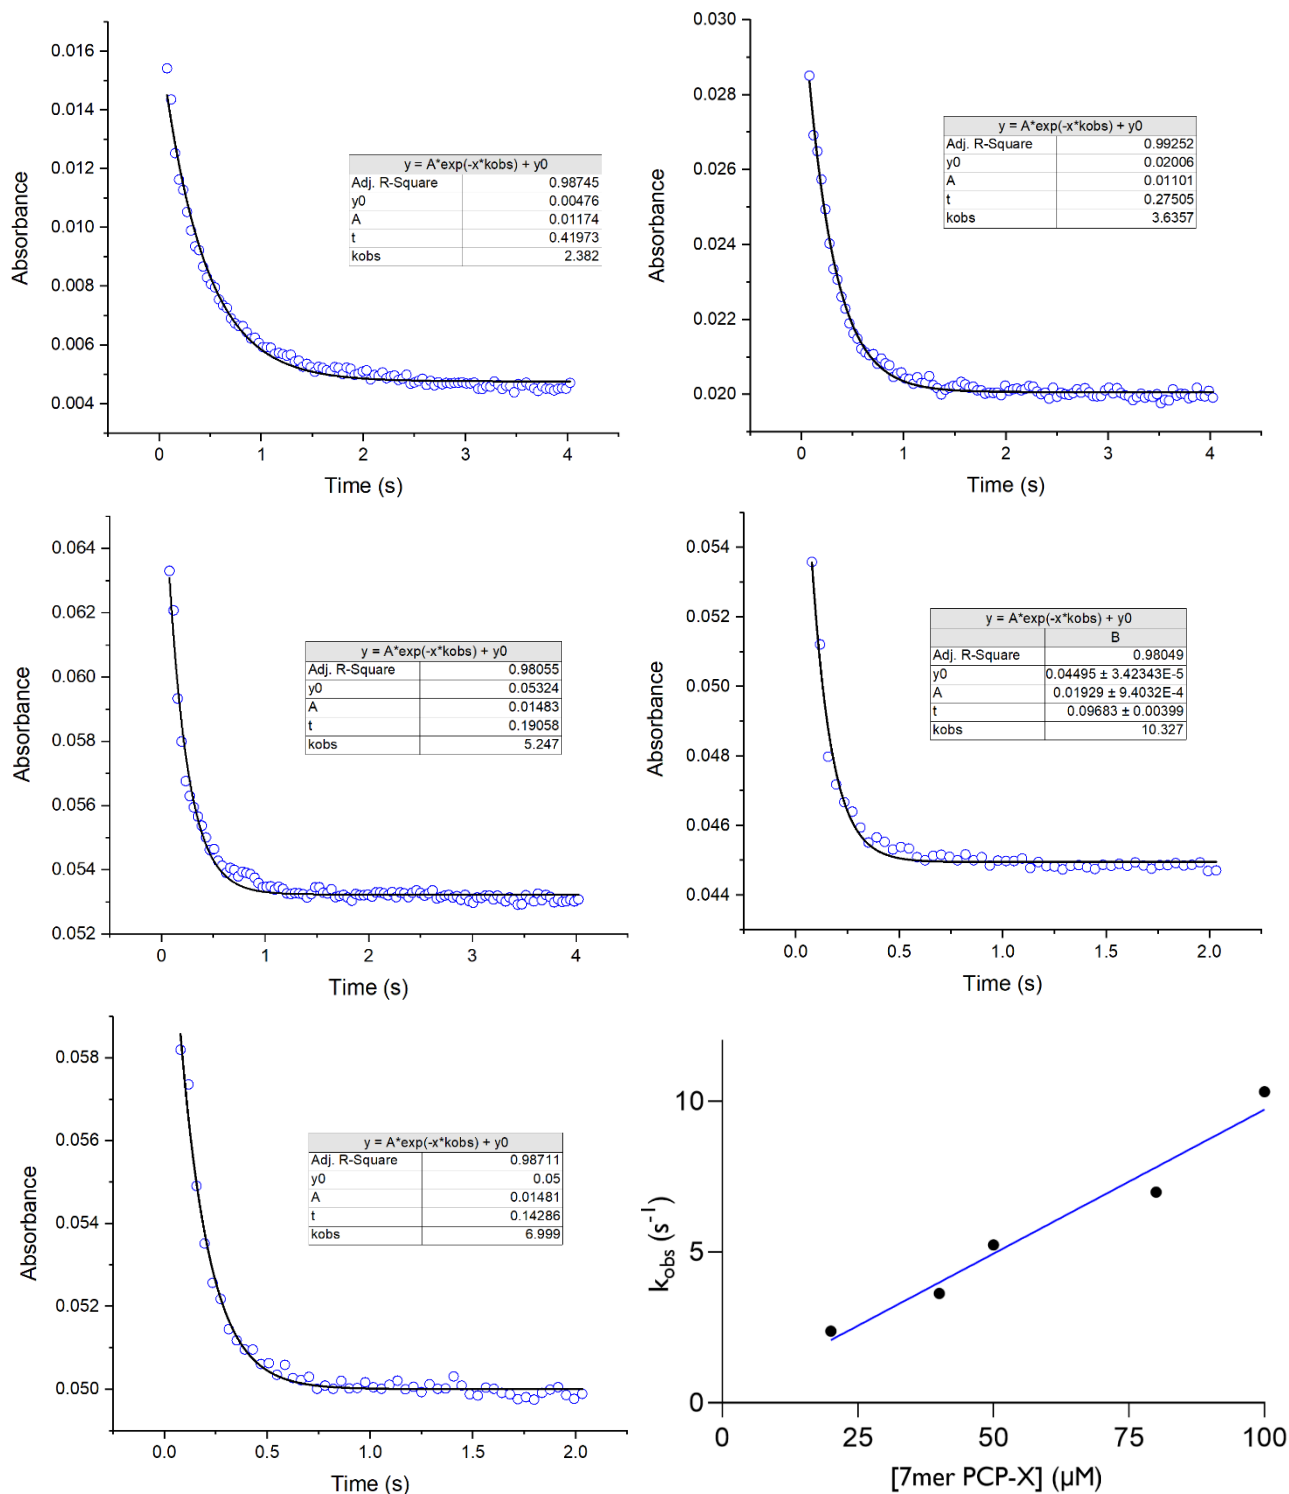 0.016
0.014
0.012
0.010
0.008
0.006
0.004
Absorbance
y = A*exp(-x*kobs) + y0
Adj. R-Square 0.98745
y0 0.00476
A 0.01174
t 0.41973
kobs 2.382
0 1 2 3 4
Time (s)
0.030
0.028
0.026
0.024
0.022
0.020
Absorbance
y = A*exp(-x*kobs) + y0
Adj. R-Square 0.99252
y0 0.02006
A 0.01101
t 0.27505
kobs 3.6357
0 1 2 3 4
Time (s)
0.064
0.062
0.060
0.058
0.056
0.054
0.052
Absorbance
y = A*exp(-x*kobs) + y0
Adj. R-Square 0.98055
y0 0.05324
A 0.01483
t 0.19058
kobs 5.247
0 1 2 3 4
Time (s)
0.054
0.052
0.050
0.048
0.046
0.044
Absorbance
y = A*exp(-x*kobs) + y0
B
Adj. R-Square 0.98049
y0 0.04495 ± 3.42343E-5
A 0.01929 ± 9.4032E-4
t 0.09683 ± 0.00399
kobs 10.327
0.0 0.5 1.0 1.5 2.0
Time (s)
0.058
0.056
0.054
0.052
0.050
Absorbance
y = A*exp(-x*kobs) + y0
Adj. R-Square 0.98711
y0 0.05
A 0.01481
t 0.14286
kobs 6.999
0.0 0.5 1.0 1.5 2.0
Time (s)
10
5
0
kobs (s-1)
0 25 50 75 100
[7mer PCP-X] (µM)